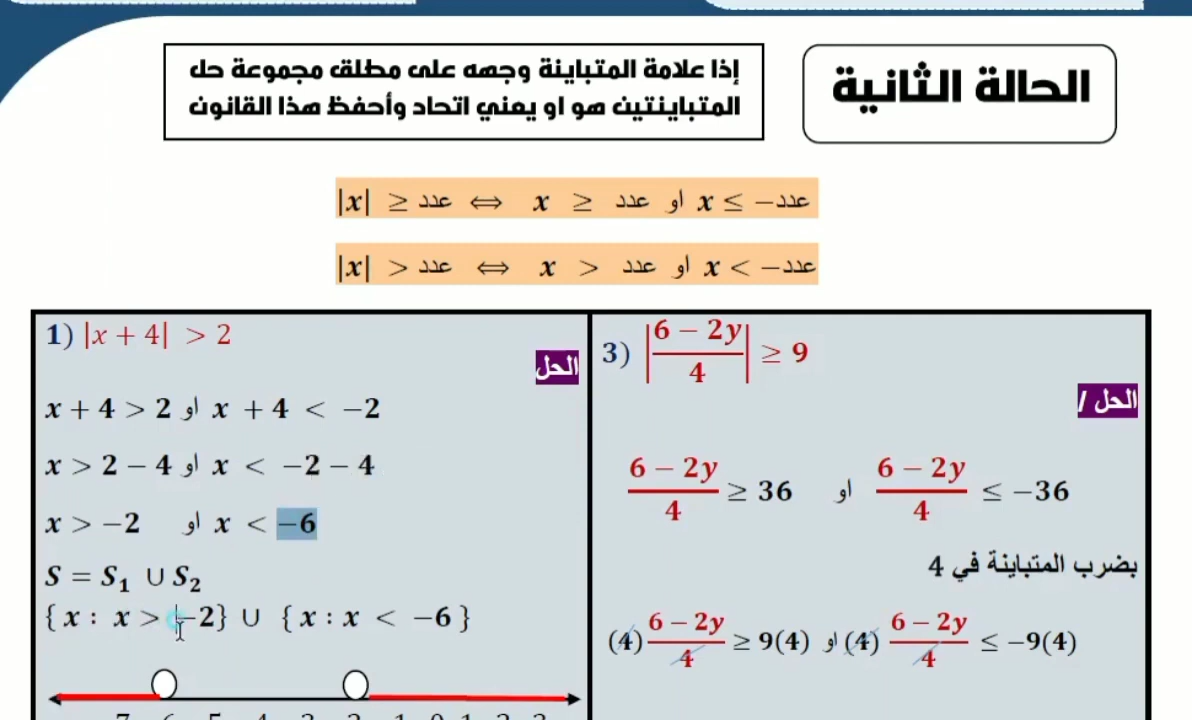 الحالة الثانية
إذا علامة المتباينة وجهه على مطلق مجموعة حل
المتباينتين هو او يعني اتحاد وأحفظ هذا القانون
|x| ≥ عدد ⟺ x ≥ عدد او x ≤ −عدد
|x| > عدد ⟺ x > عدد او x < −عدد
1) |x + 4| > 2
الحل
x + 4 > 2 او x + 4 < −2
x > 2 − 4 او x < −2 − 4
x > −2 او x < −6
S = S₁ ∪ S₂
{ x : x > −2} ∪ { x : x < −6 }
3) |(6 − 2y)/4| ≥ 9
الحل /
(6 − 2y)/4 ≥ 36 او (6 − 2y)/4 ≤ −36
بضرب المتباينة في 4
(4) (6 − 2y)/4 ≥ 9(4) او (4) (6 − 2y)/4 ≤ −9(4)